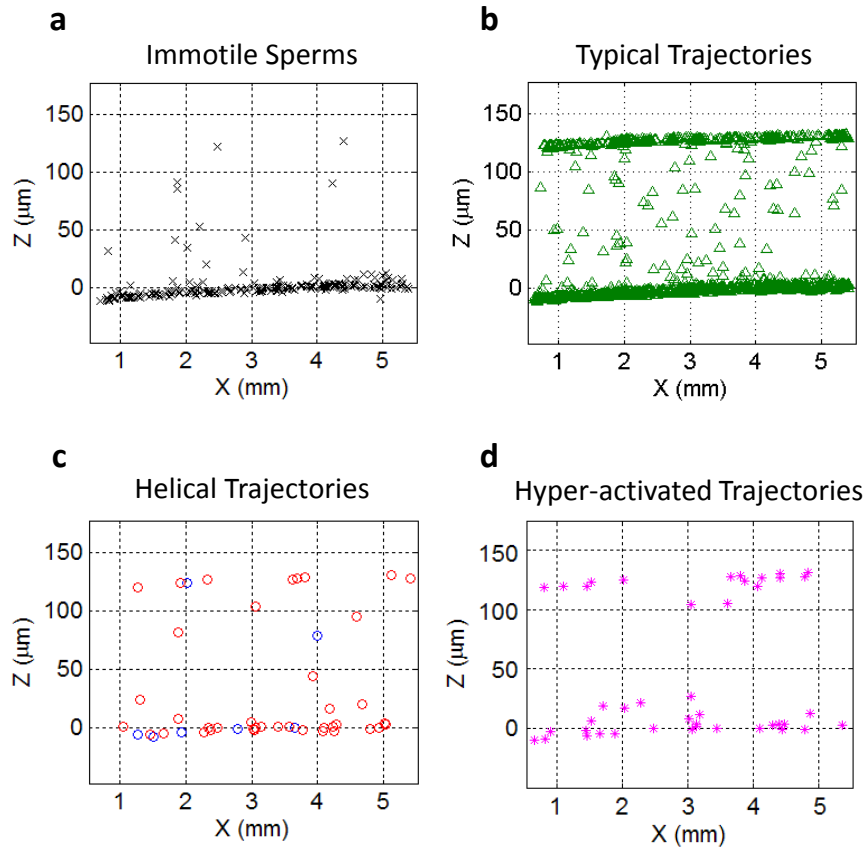 a
Immotile Sperms
150
100
50
0
Z (μm)
1 2 3 4 5
X (mm)
b
Typical Trajectories
150
100
50
0
Z (μm)
1 2 3 4 5
X (mm)
c
Helical Trajectories
150
100
50
0
Z (μm)
1 2 3 4 5
X (mm)
d
Hyper-activated Trajectories
150
100
50
0
Z (μm)
1 2 3 4 5
X (mm)